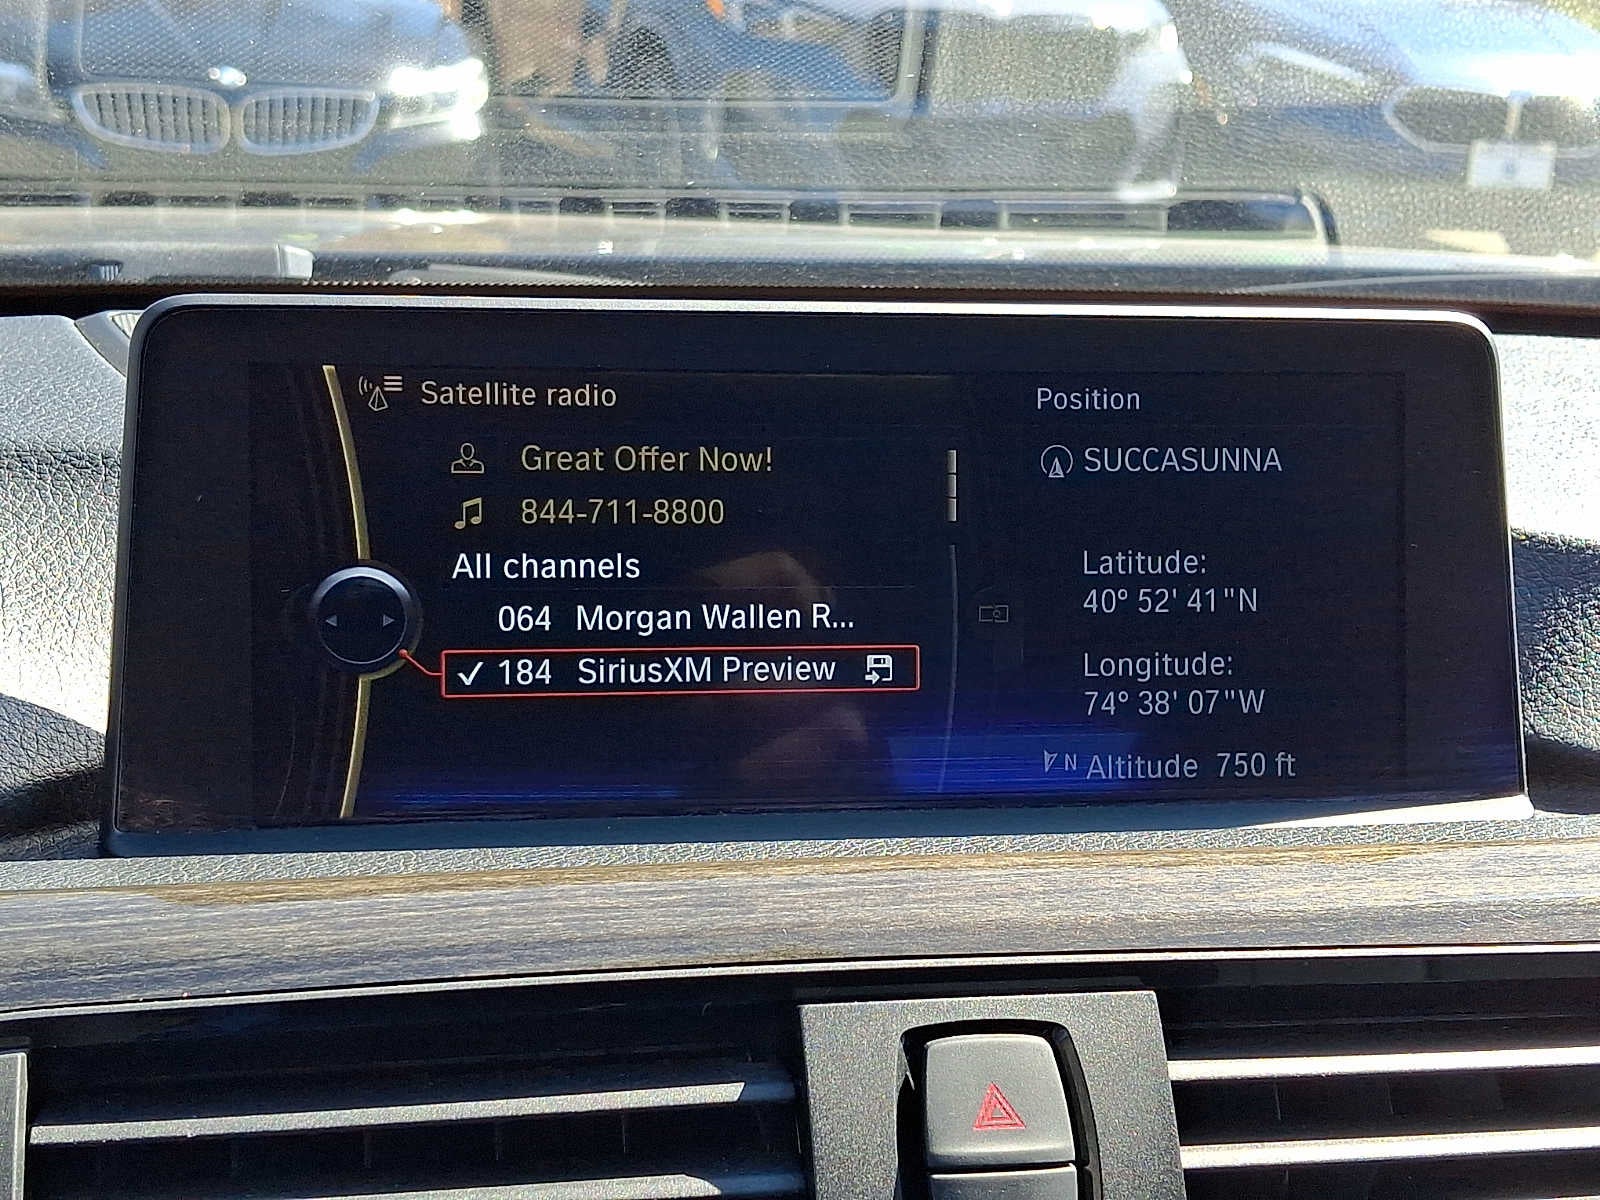 Satellite radio
Great Offer Now!
844-711-8800
All channels
064 Morgan Wallen R...
✓ 184 SiriusXM Preview
Position
SUCCASUNNA
Latitude:
40° 52' 41"N
Longitude:
74° 38' 07"W
N Altitude 750 ft